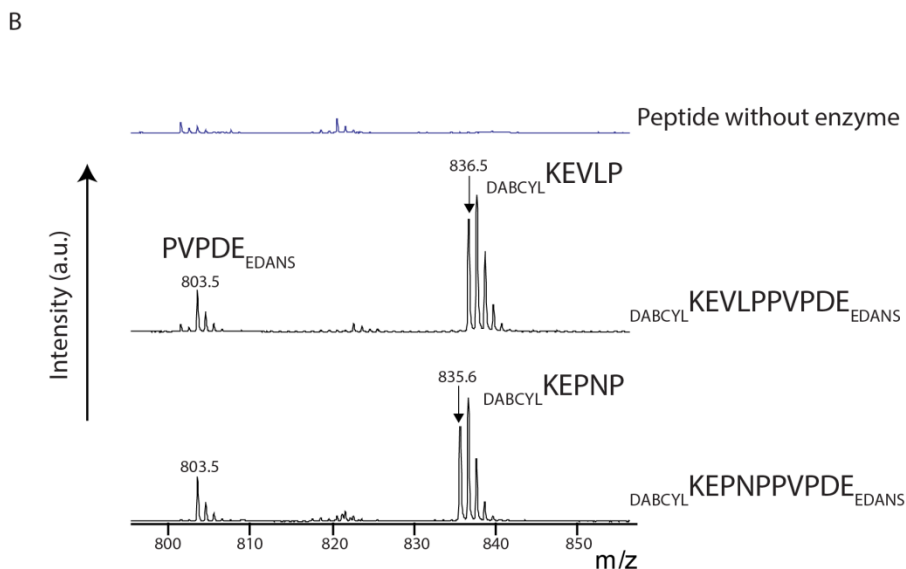 B
Peptide without enzyme
836.5
DABCYLKEVLP
PVPDEEDANS
803.5
DABCYLKEVLPPVPDEEDANS
Intensity (a.u.)
835.6
DABCYLKEPNP
803.5
DABCYLKEPNPPVPDEEDANS
800 810 820 830 840 850
m/z